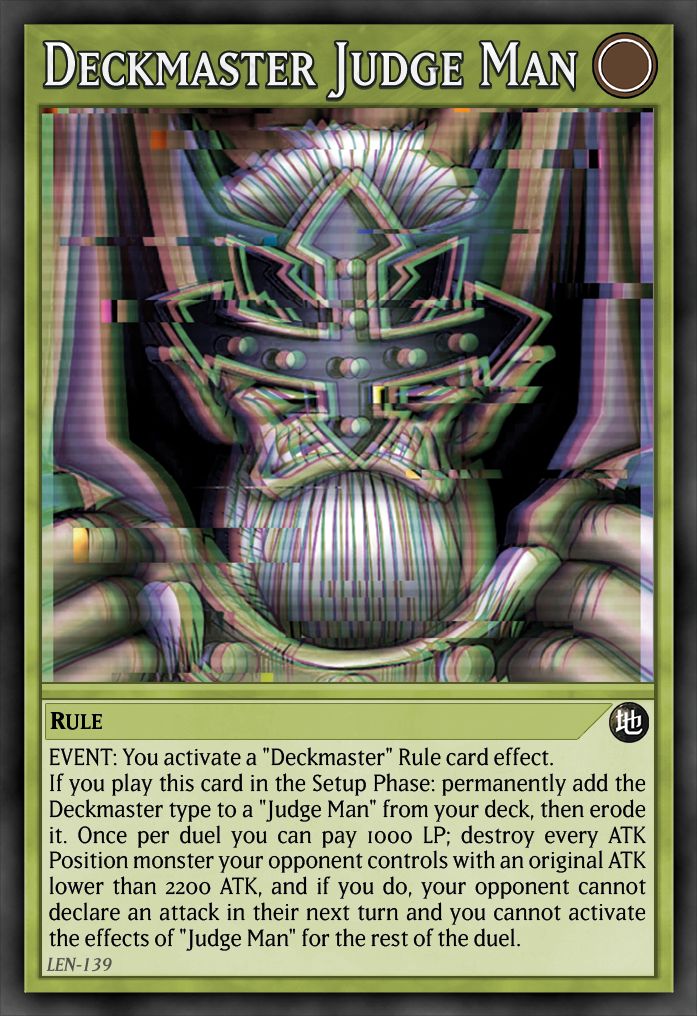 Deckmaster Judge Man
Rule
EVENT: You activate a "Deckmaster" Rule card effect.
If you play this card in the Setup Phase: permanently add the
Deckmaster type to a "Judge Man" from your deck, then erode
it. Once per duel you can pay 1000 LP; destroy every ATK
Position monster your opponent controls with an original ATK
lower than 2200 ATK, and if you do, your opponent cannot
declare an attack in their next turn and you cannot activate
the effects of "Judge Man" for the rest of the duel.
LEN-139